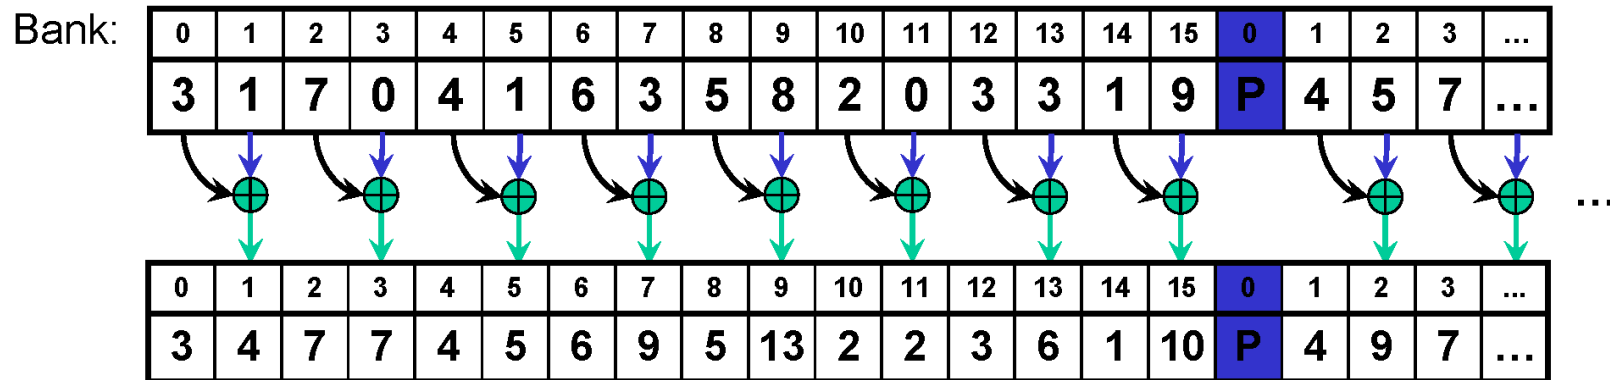 Bank: 0 1 2 3 4 5 6 7 8 9 10 11 12 13 14 15 0 1 2 3 ...
3 1 7 0 4 1 6 3 5 8 2 0 3 3 1 9 P 4 5 7 ...
...
0 1 2 3 4 5 6 7 8 9 10 11 12 13 14 15 0 1 2 3 ...
3 4 7 7 4 5 6 9 5 13 2 2 3 6 1 10 P 4 9 7 ...